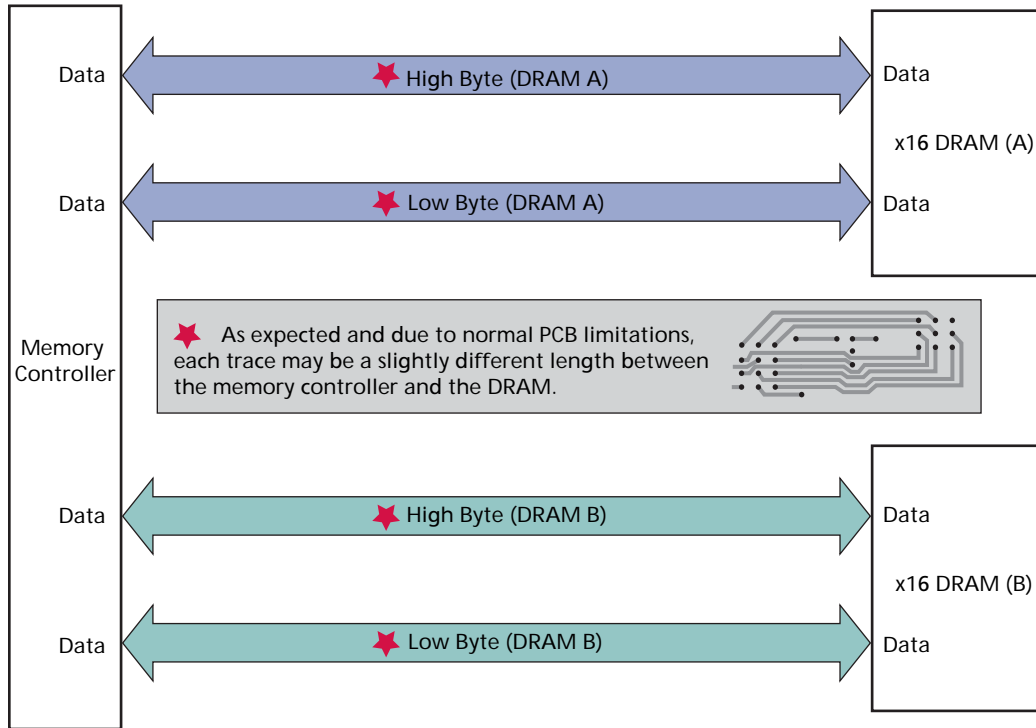 Data
High Byte (DRAM A)
Data
x16 DRAM (A)
Data
Low Byte (DRAM A)
Data
Memory
Controller
As expected and due to normal PCB limitations,
each trace may be a slightly different length between
the memory controller and the DRAM.
Data
High Byte (DRAM B)
Data
x16 DRAM (B)
Data
Low Byte (DRAM B)
Data